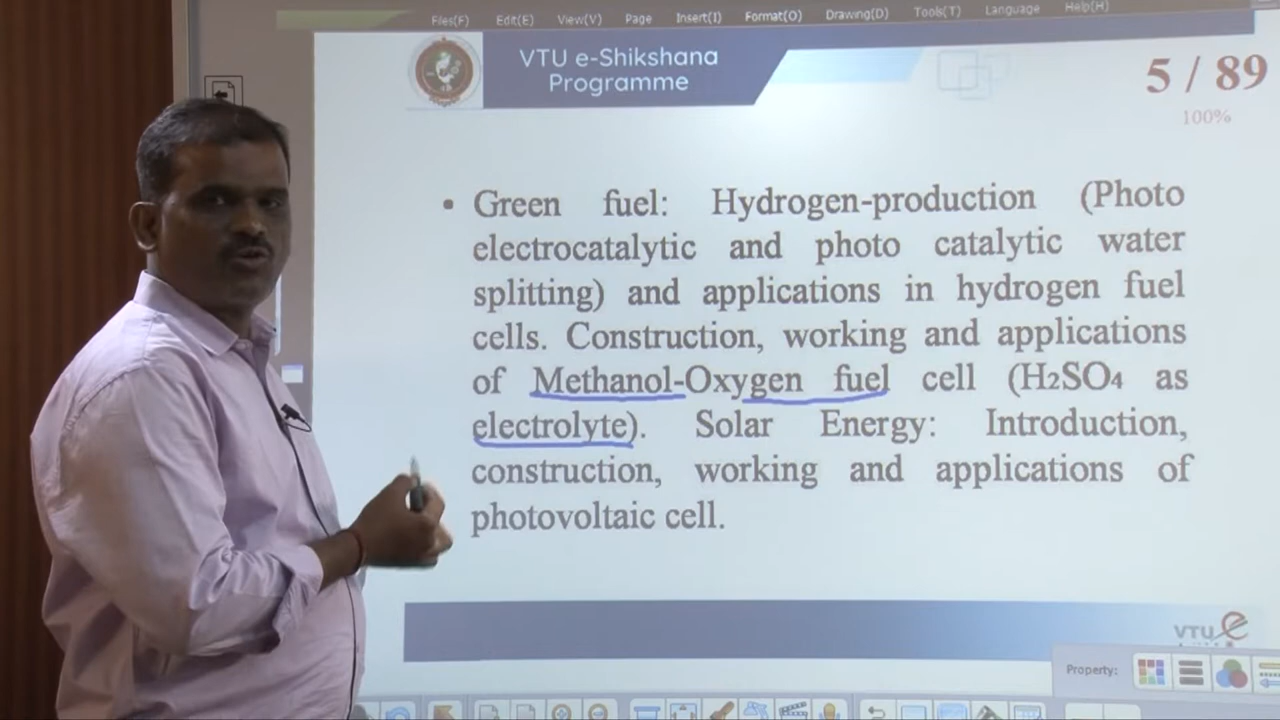 Files(F) Edit(E) View(V) Page Insert(I) Format(O) Drawing(D) Tools(T) Language Help(H)
VTU e-Shikshana
Programme
5 / 89
100%
• Green fuel: Hydrogen-production (Photo
electrocatalytic and photo catalytic water
splitting) and applications in hydrogen fuel
cells. Construction, working and applications
of Methanol-Oxygen fuel cell (H₂SO₄ as
electrolyte). Solar Energy: Introduction,
construction, working and applications of
photovoltaic cell.
VTU e
Property: